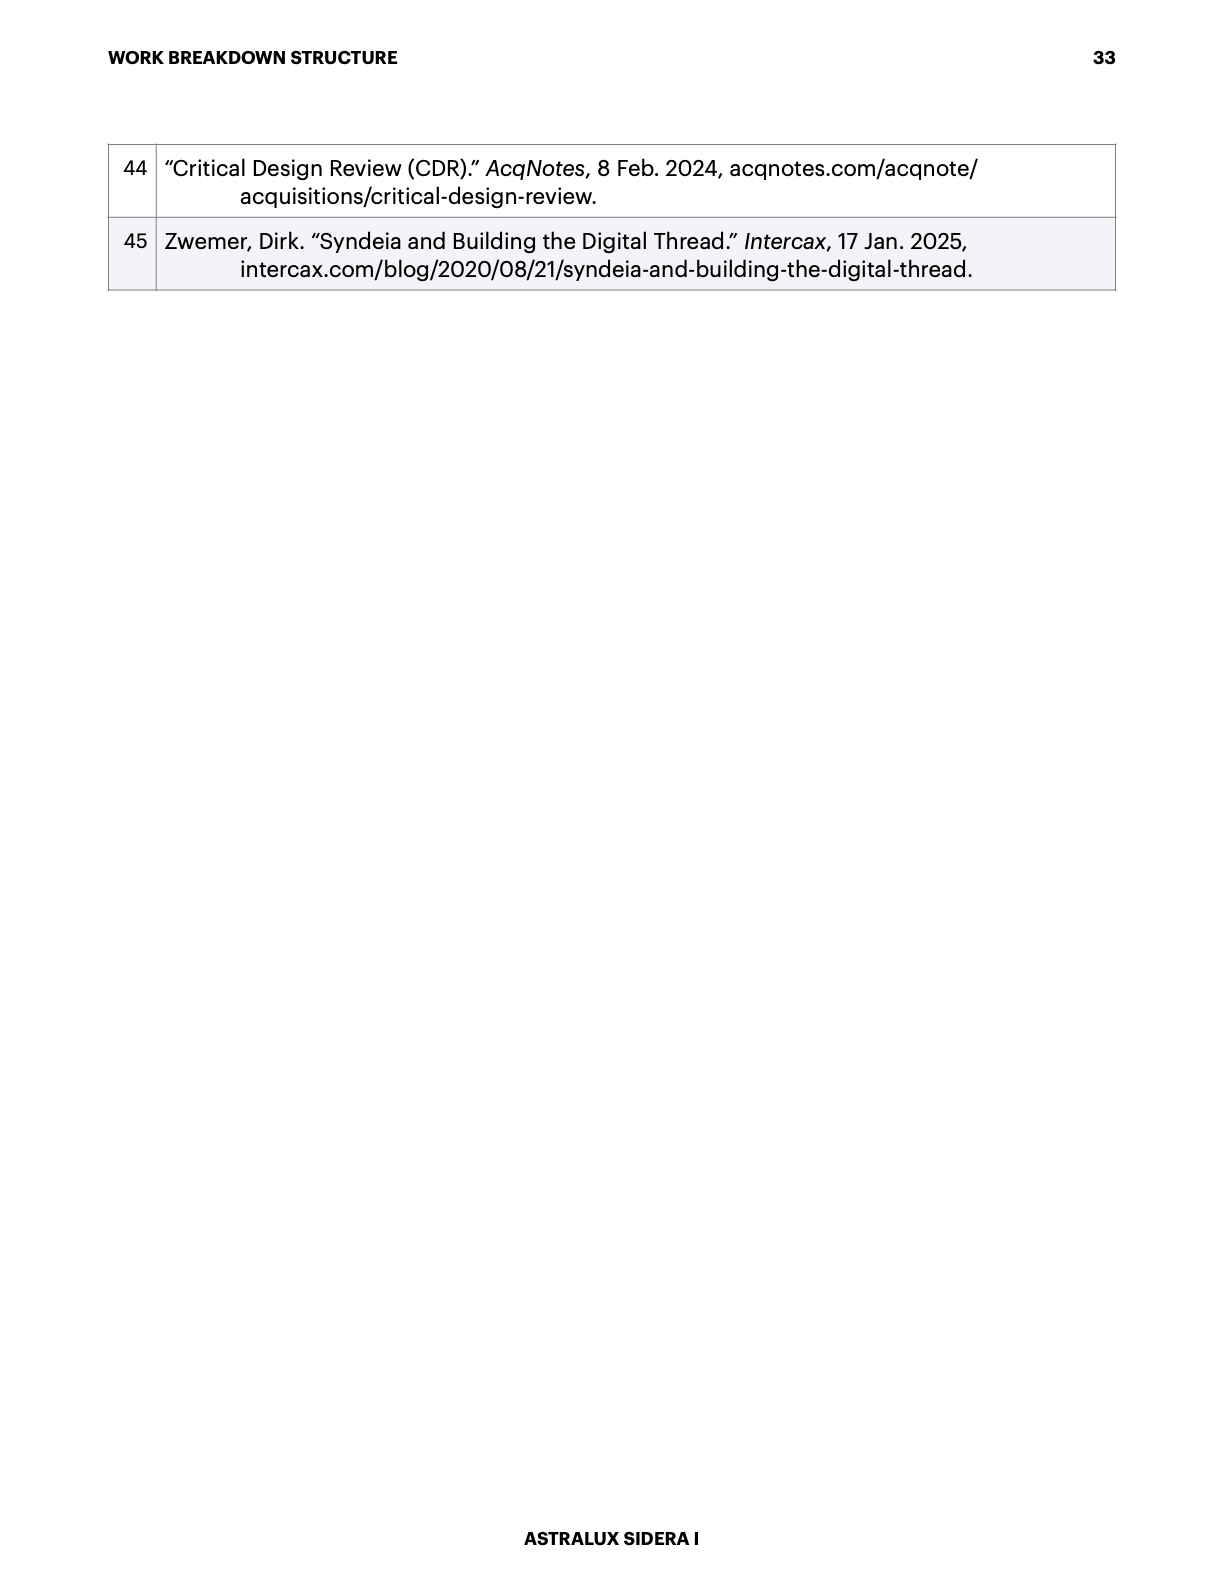 WORK BREAKDOWN STRUCTURE 33
44 “Critical Design Review (CDR).” AcqNotes, 8 Feb. 2024, acqnotes.com/acqnote/
acquisitions/critical-design-review.
45 Zwemer, Dirk. “Syndeia and Building the Digital Thread.” Intercax, 17 Jan. 2025,
intercax.com/blog/2020/08/21/syndeia-and-building-the-digital-thread.
ASTRALUX SIDERA I